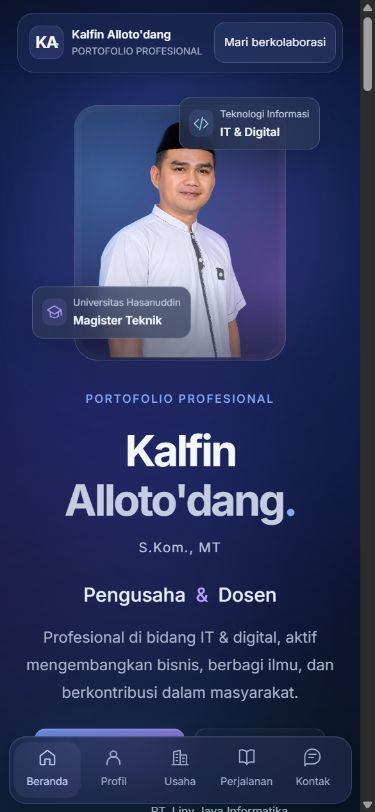 KA
Kalfin Alloto'dang
PORTOFOLIO PROFESIONAL
Mari berkolaborasi
Teknologi Informasi
IT & Digital
Universitas Hasanuddin
Magister Teknik
PORTOFOLIO PROFESIONAL
Kalfin
Alloto'dang.
S.Kom., MT
Pengusaha & Dosen
Profesional di bidang IT & digital, aktif
mengembangkan bisnis, berbagi ilmu, dan
berkontribusi dalam masyarakat.
Beranda
Profil
Usaha
Perjalanan
Kontak